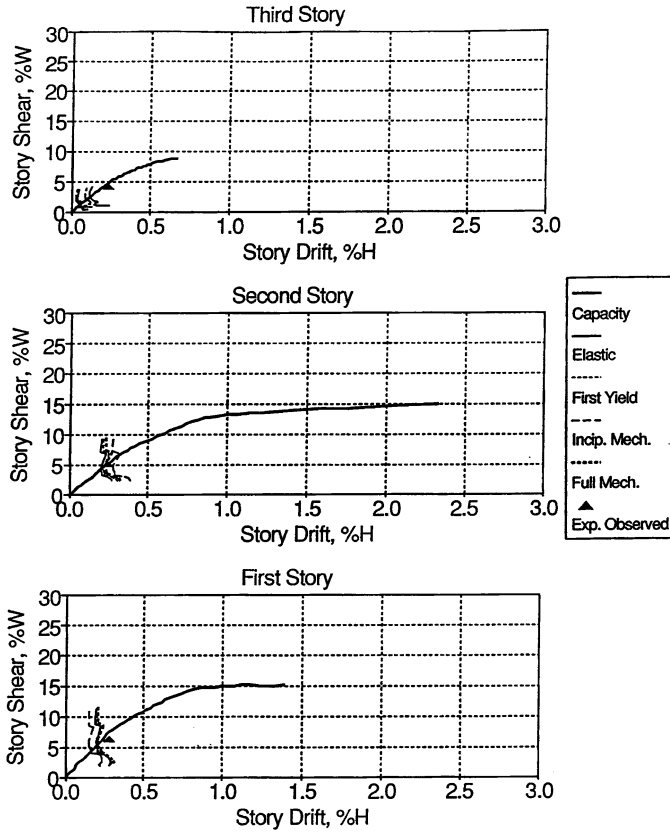 Third Story
Story Shear, %W
30
25
20
15
10
5
0
0.0 0.5 1.0 1.5 2.0 2.5 3.0
Story Drift, %H
Second Story
Story Shear, %W
30
25
20
15
10
5
0
0.0 0.5 1.0 1.5 2.0 2.5 3.0
Story Drift, %H
Capacity
Elastic
First Yield
Incip. Mech.
Full Mech.
Exp. Observed
First Story
Story Shear, %W
30
25
20
15
10
5
0
0.0 0.5 1.0 1.5 2.0 2.5 3.0
Story Drift, %H